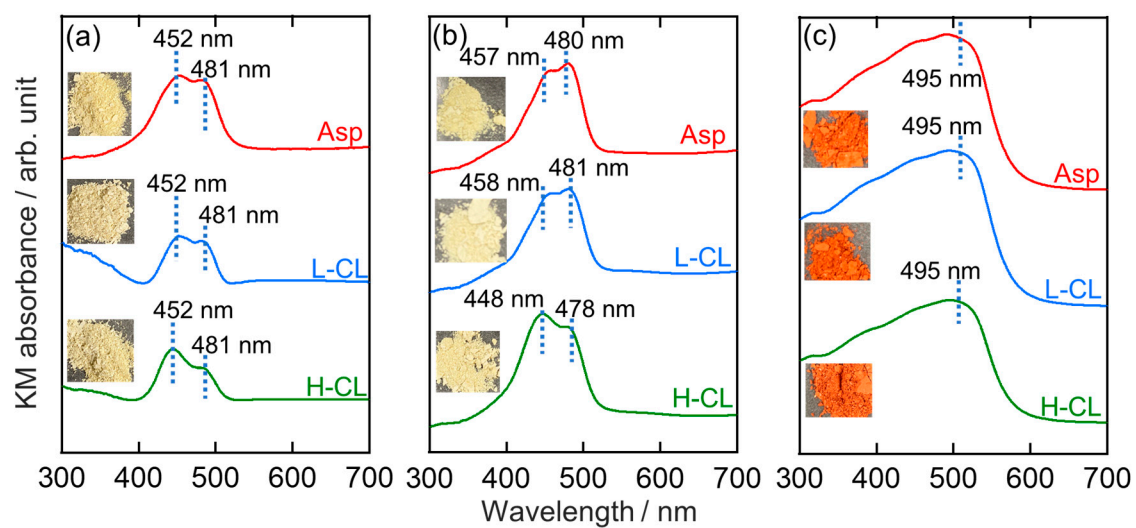 (a)
452 nm
481 nm
Asp
452 nm
481 nm
L-CL
452 nm
481 nm
H-CL
300 400 500 600 700
(b)
457 nm
480 nm
Asp
458 nm
481 nm
L-CL
448 nm
478 nm
H-CL
300 400 500 600 700
(c)
495 nm
Asp
495 nm
L-CL
495 nm
H-CL
300 400 500 600 700
KM absorbance / arb. unit
Wavelength / nm